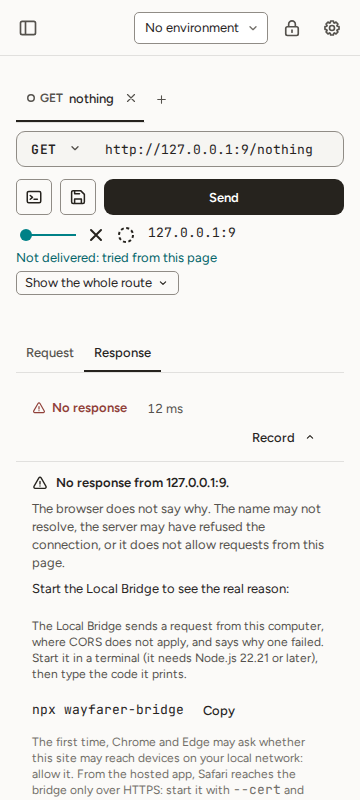 No environment
GET nothing
GET http://127.0.0.1:9/nothing
Send
127.0.0.1:9
Not delivered: tried from this page
Show the whole route
Request Response
No response 12 ms
Record
No response from 127.0.0.1:9.
The browser does not say why. The name may not
resolve, the server may have refused the
connection, or it does not allow requests from this
page.
Start the Local Bridge to see the real reason:
The Local Bridge sends a request from this computer,
where CORS does not apply, and says why one failed.
Start it in a terminal (it needs Node.js 22.21 or later),
then type the code it prints.
npx wayfarer-bridge Copy
The first time, Chrome and Edge may ask whether
this site may reach devices on your local network:
allow it. From the hosted app, Safari reaches the
bridge only over HTTPS: start it with --cert and